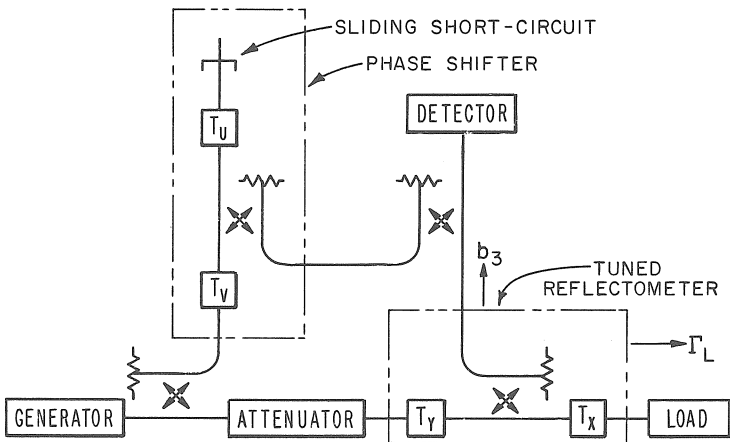 SLIDING SHORT-CIRCUIT
PHASE SHIFTER
DETECTOR
T_U
b_3
T_V
TUNED
REFLECTOMETER
Γ_L
GENERATOR
ATTENUATOR
T_Y
T_X
LOAD